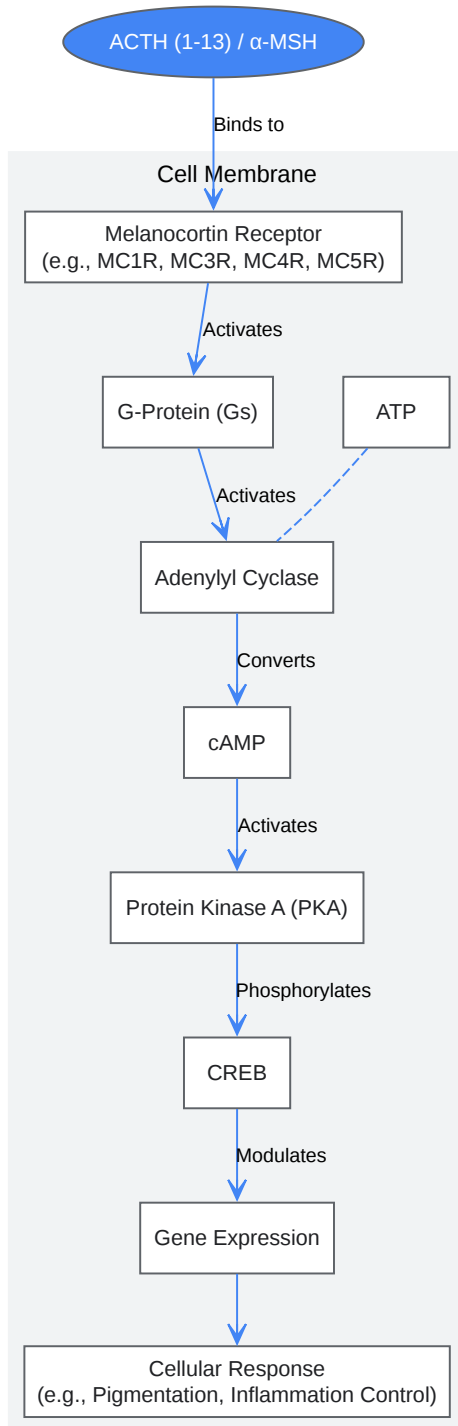 ACTH (1-13) / α-MSH
Binds to
Cell Membrane
Melanocortin Receptor
(e.g., MC1R, MC3R, MC4R, MC5R)
Activates
G-Protein (Gs)
ATP
Activates
Adenylyl Cyclase
Converts
cAMP
Activates
Protein Kinase A (PKA)
Phosphorylates
CREB
Modulates
Gene Expression
Cellular Response
(e.g., Pigmentation, Inflammation Control)